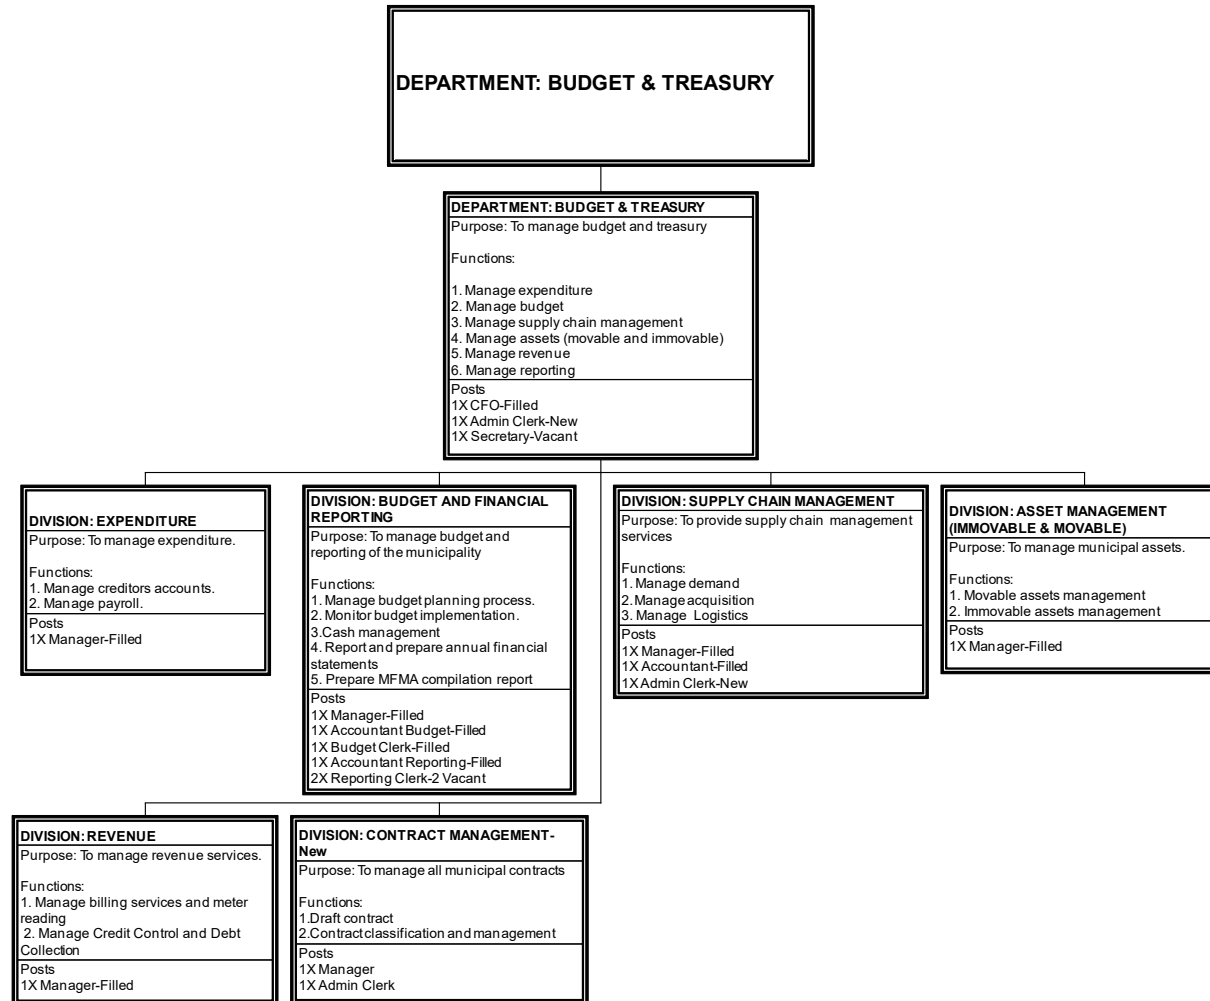 DEPARTMENT: BUDGET & TREASURY
DEPARTMENT: BUDGET & TREASURY
Purpose: To manage budget and treasury
Functions:
1. Manage expenditure
2. Manage budget
3. Manage supply chain management
4. Manage assets (movable and immovable)
5. Manage revenue
6. Manage reporting
Posts
1X CFO-Filled
1X Admin Clerk-New
1X Secretary-Vacant
DIVISION: EXPENDITURE
Purpose: To manage expenditure.
Functions:
1. Manage creditors accounts.
2. Manage payroll.
Posts
1X Manager-Filled
DIVISION: BUDGET AND FINANCIAL
REPORTING
Purpose: To manage budget and
reporting of the municipality
Functions:
1. Manage budget planning process.
2. Monitor budget implementation.
3.Cash management
4. Report and prepare annual financial
statements
5. Prepare MFMA compilation report
Posts
1X Manager-Filled
1X Accountant Budget-Filled
1X Budget Clerk-Filled
1X Accountant Reporting-Filled
2X Reporting Clerk-2 Vacant
DIVISION: SUPPLY CHAIN MANAGEMENT
Purpose: To provide supply chain management
services
Functions:
1. Manage demand
2. Manage acquisition
3. Manage Logistics
Posts
1X Manager-Filled
1X Accountant-Filled
1X Admin Clerk-New
DIVISION: ASSET MANAGEMENT
(IMMOVABLE & MOVABLE)
Purpose: To manage municipal assets.
Functions:
1. Movable assets management
2. Immovable assets management
Posts
1X Manager-Filled
DIVISION: REVENUE
Purpose: To manage revenue services.
Functions:
1. Manage billing services and meter
reading
2. Manage Credit Control and Debt
Collection
Posts
1X Manager-Filled
DIVISION: CONTRACT MANAGEMENT-
New
Purpose: To manage all municipal contracts
Functions:
1.Draft contract
2.Contract classification and management
Posts
1X Manager
1X Admin Clerk